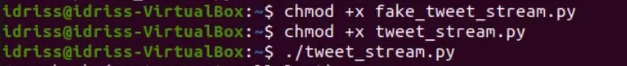 idriss@idriss-VirtualBox:~$ chmod +x fake_tweet_stream.py
idriss@idriss-VirtualBox:~$ chmod +x tweet_stream.py
idriss@idriss-VirtualBox:~$ ./tweet_stream.py